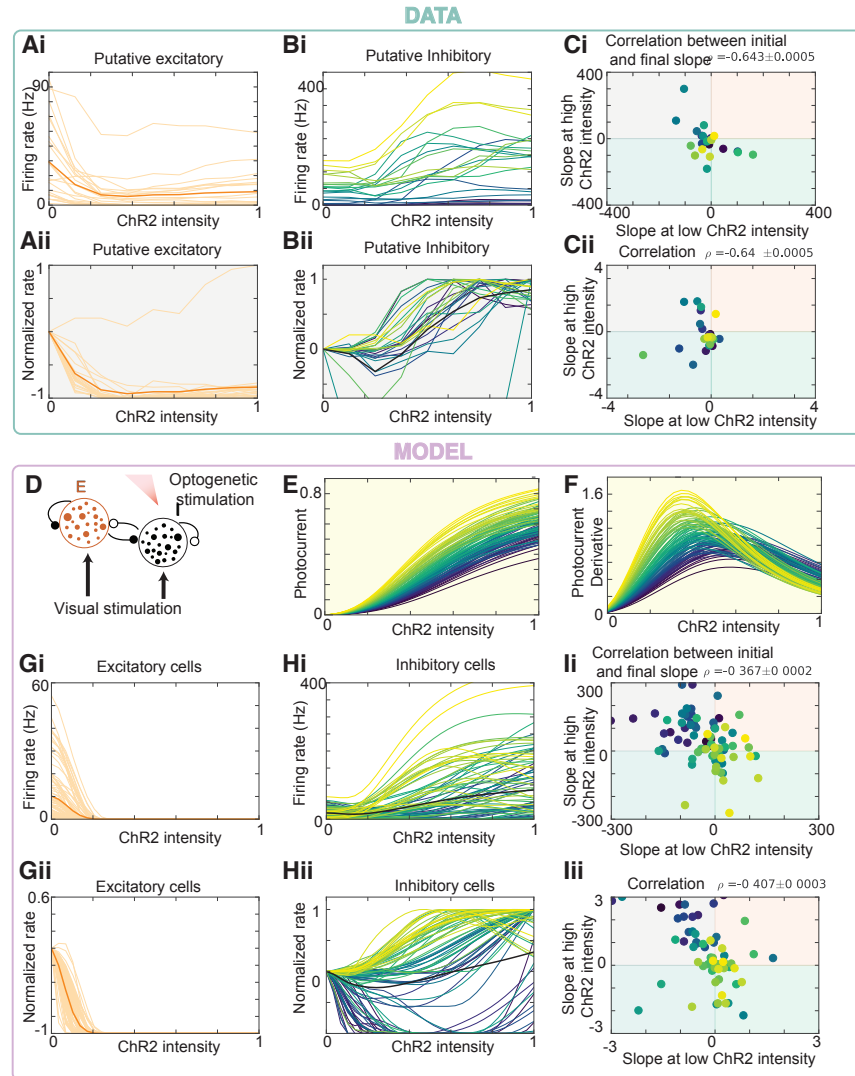 DATA
Ai
Putative excitatory
Firing rate (Hz)
90
0
0
1
ChR2 intensity
Bi
Putative Inhibitory
Firing rate (Hz)
400
0
0
1
ChR2 intensity
Ci
Correlation between initial
and final slope
ρ =-0.643±0.0005
Slope at high
ChR2 intensity
400
0
-400
-400
0
400
Slope at low ChR2 intensity
Aii
Putative excitatory
Normalized rate
1
-1
0
1
ChR2 intensity
Bii
Putative Inhibitory
Normalized rate
1
0
0
1
ChR2 intensity
Cii
Correlation
ρ =-0.64 ±0.0005
Slope at high
ChR2 intensity
4
0
-4
-4
0
4
Slope at low ChR2 intensity
MODEL
D
E
Optogenetic
stimulation
I
Visual stimulation
E
Photocurrent
0.8
0
0
1
ChR2 intensity
F
Photocurrent
Derivative
1.6
0
0
1
ChR2 intensity
Gi
Excitatory cells
Firing rate (Hz)
60
0
0
1
ChR2 intensity
Hi
Inhibitory cells
Firing rate (Hz)
400
0
0
1
ChR2 intensity
Ii
Correlation between initial
and final slope
ρ =-0 367±0 0002
Slope at high
ChR2 intensity
300
0
-300
-300
0
300
Slope at low ChR2 intensity
Gii
Excitatory cells
Normalized rate
0.6
-1
0
1
ChR2 intensity
Hii
Inhibitory cells
Normalized rate
1
0
0
1
ChR2 intensity
Iii
Correlation
ρ =-0 407±0 0003
Slope at high
ChR2 intensity
3
0
-3
-3
0
3
Slope at low ChR2 intensity